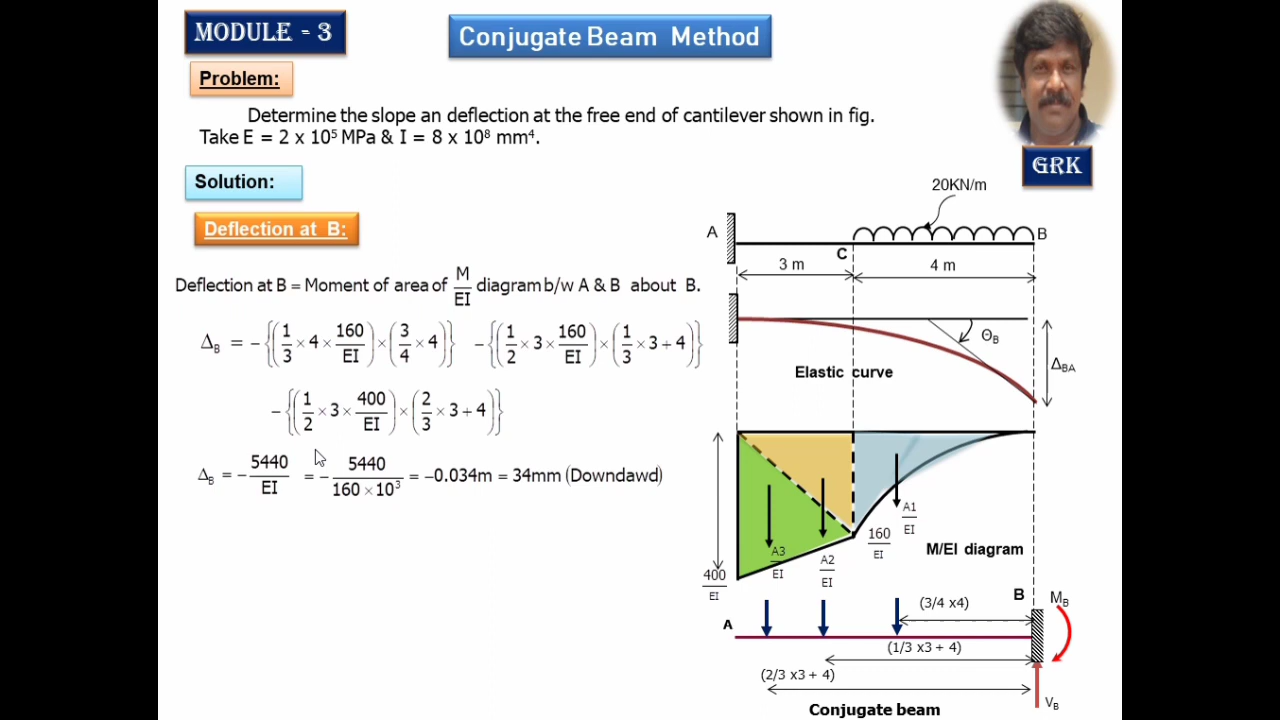 MODULE - 3
Conjugate Beam Method
Problem:
Determine the slope an deflection at the free end of cantilever shown in fig.
Take E = 2 x 10⁵ MPa & I = 8 x 10⁸ mm⁴.
GRK
Solution:
Deflection at B:
Deflection at B = Moment of area of M/EI diagram b/w A & B about B.
Δ_B = -{(1/3 × 4 × 160/EI) × (3/4 × 4)} -{(1/2 × 3 × 160/EI) × (1/3 × 3 + 4)}
-{(1/2 × 3 × 400/EI) × (2/3 × 3 + 4)}
Δ_B = - 5440/EI = - 5440/160 × 10³ = -0.034m = 34mm (Downdawd)
20KN/m
A
C
B
3 m
4 m
Θ_B
Δ_BA
Elastic curve
A1/EI
160/EI
A2/EI
A3/EI
400/EI
M/EI diagram
B
M_B
(3/4 x4)
A
(1/3 x3 + 4)
(2/3 x3 + 4)
V_B
Conjugate beam